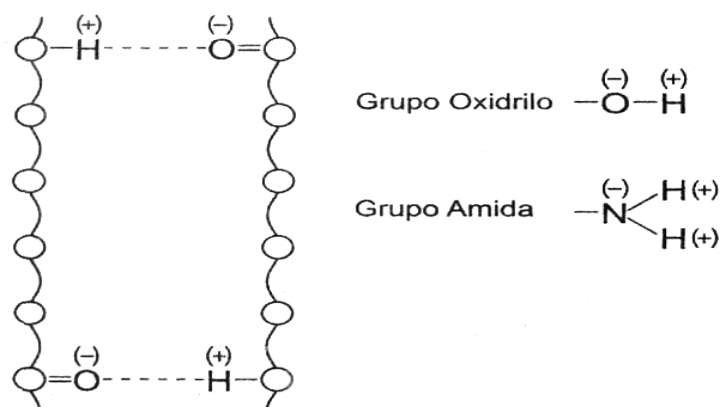 (+) (-)
H O
(-) (+)
Grupo Oxidrilo O H
(-) H (+)
Grupo Amida N
H (+)
(-) (+)
O H